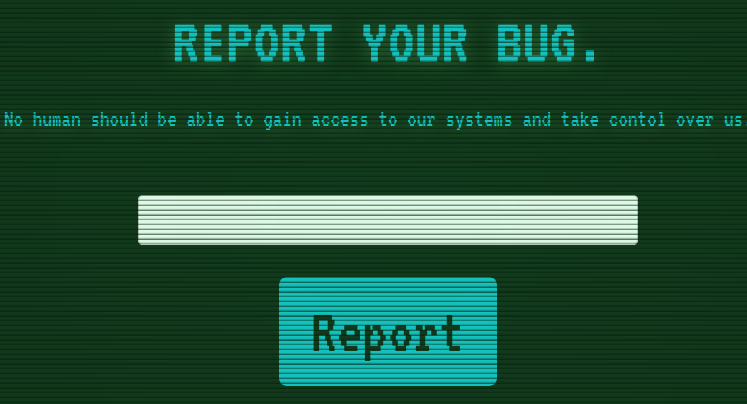 REPORT YOUR BUG.
No human should be able to gain access to our systems and take contol over us
Report